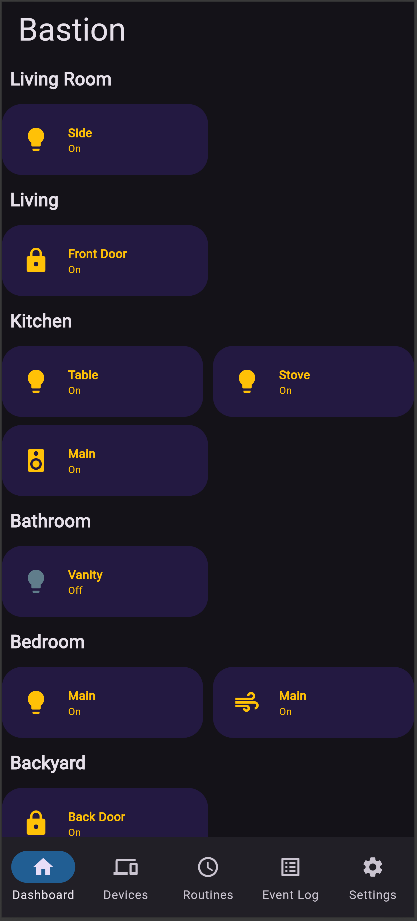 Bastion
Living Room
Side
On
Living
Front Door
On
Kitchen
Table
On
Stove
On
Main
On
Bathroom
Vanity
Off
Bedroom
Main
On
Main
On
Backyard
Back Door
On
Dashboard
Devices
Routines
Event Log
Settings